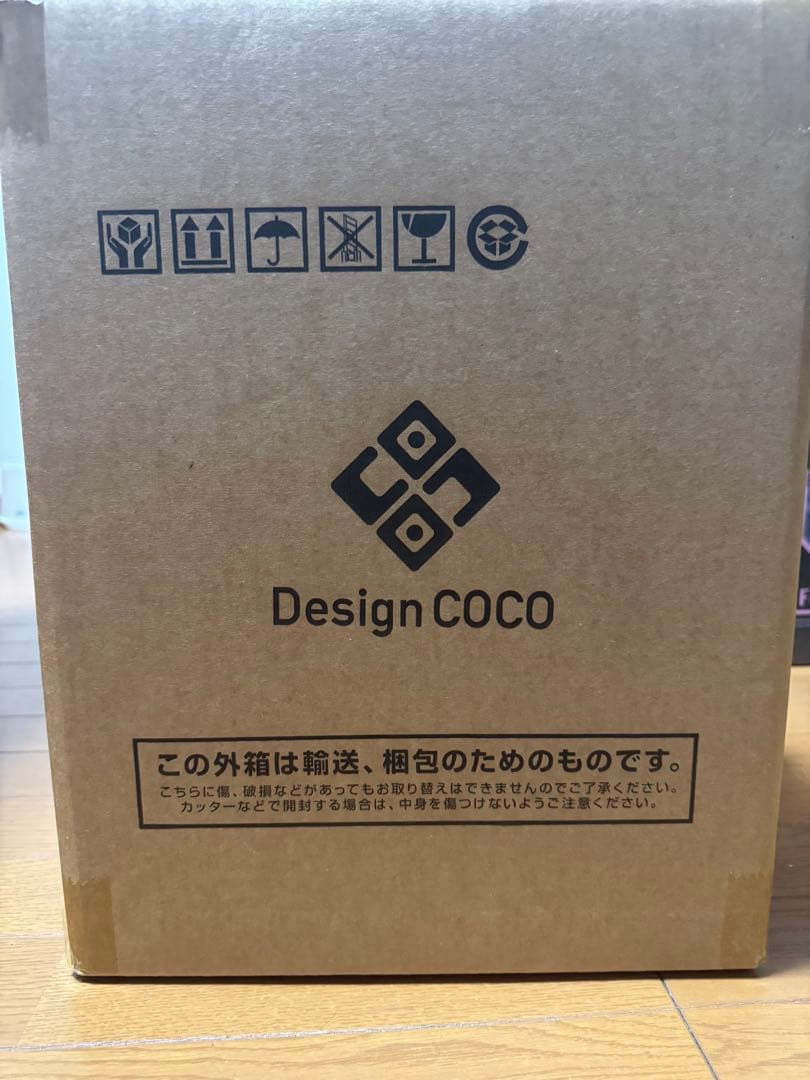 Design COCO
この外箱は輸送、梱包のためのものです。
こちらに傷、破損などがあってもお取り替えはできませんのでご了承ください。
カッターなどで開封する場合は、中身を傷つけないようご注意ください。
F